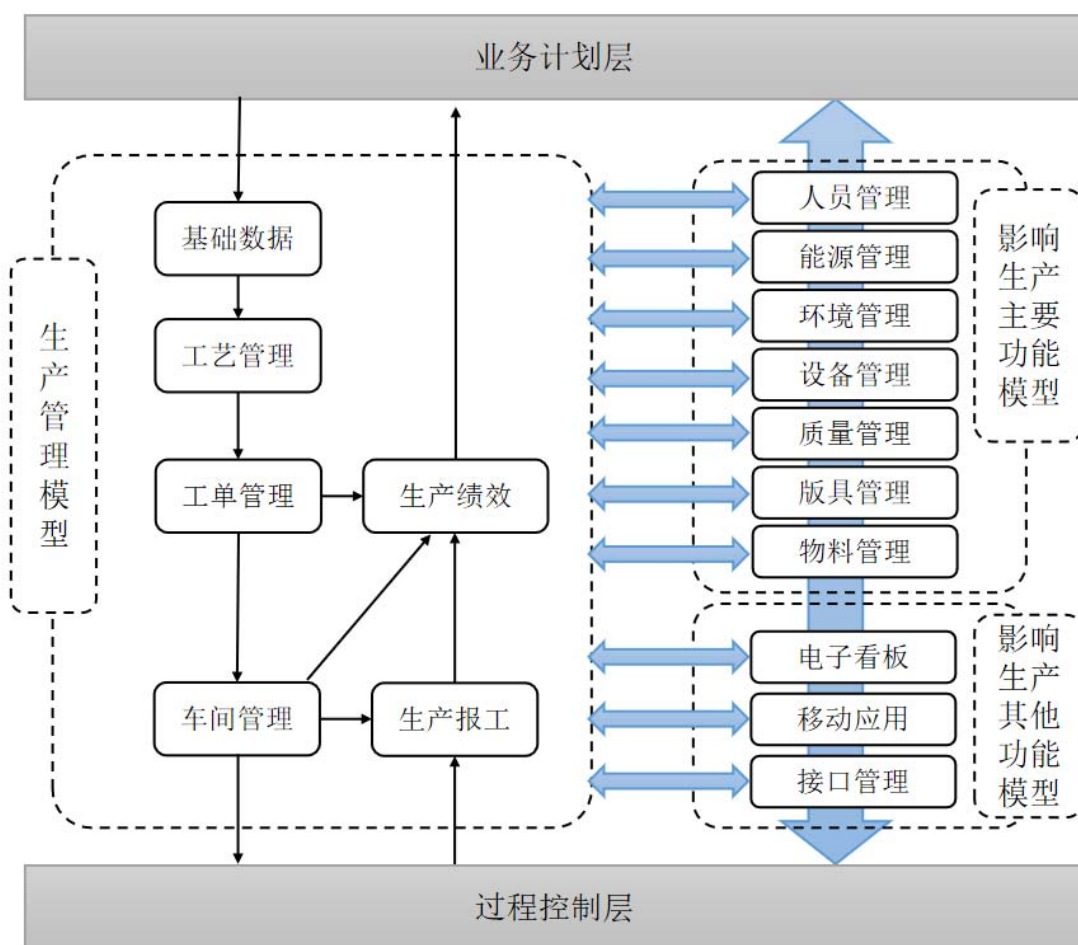 业务计划层
生产管理模型
基础数据
工艺管理
工单管理
生产绩效
车间管理
生产报工
人员管理
能源管理
环境管理
设备管理
质量管理
版具管理
物料管理
影响
生产
主要
功能
模型
电子看板
移动应用
接口管理
影响
生产
其他
功能
模型
过程控制层